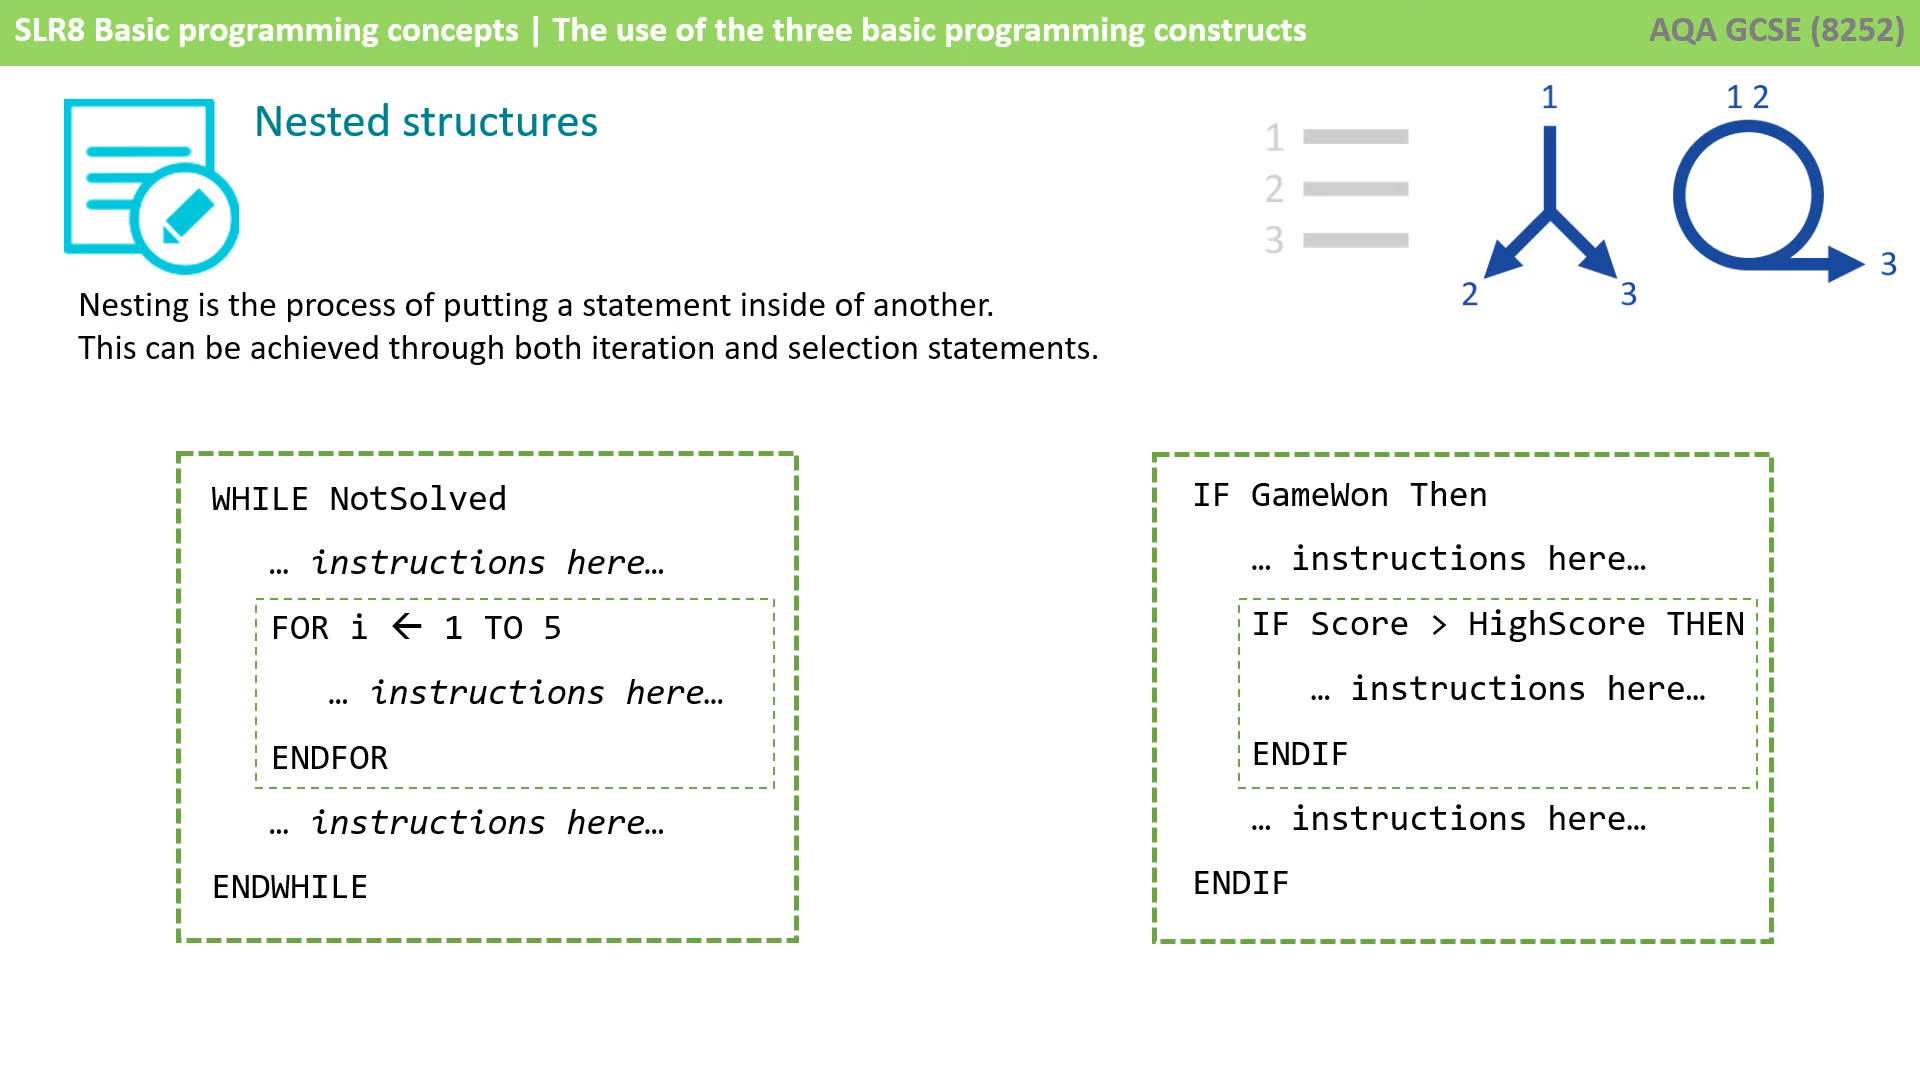 SLR8 Basic programming concepts | The use of the three basic programming constructs
AQA GCSE (8252)
Nested structures
1
2
3
1
2
3
1 2
3
Nesting is the process of putting a statement inside of another.
This can be achieved through both iteration and selection statements.
WHILE NotSolved
… instructions here…
FOR i ← 1 TO 5
… instructions here…
ENDFOR
… instructions here…
ENDWHILE
IF GameWon Then
… instructions here…
IF Score > HighScore THEN
… instructions here…
ENDIF
… instructions here…
ENDIF